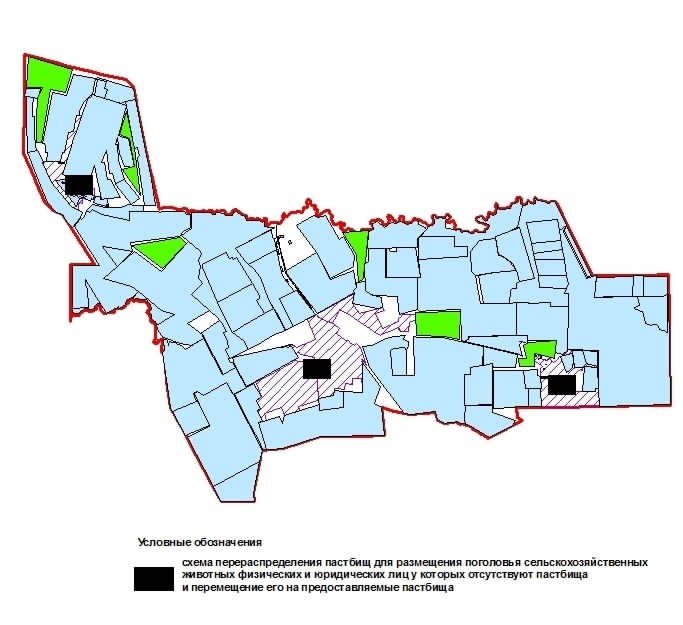 Условные обозначения
схема перераспределения пастбищ для размещения поголовья сельскохозяйственных
животных физических и юридических лиц у которых отсутствуют пастбища
и перемещение его на предоставляемые пастбища